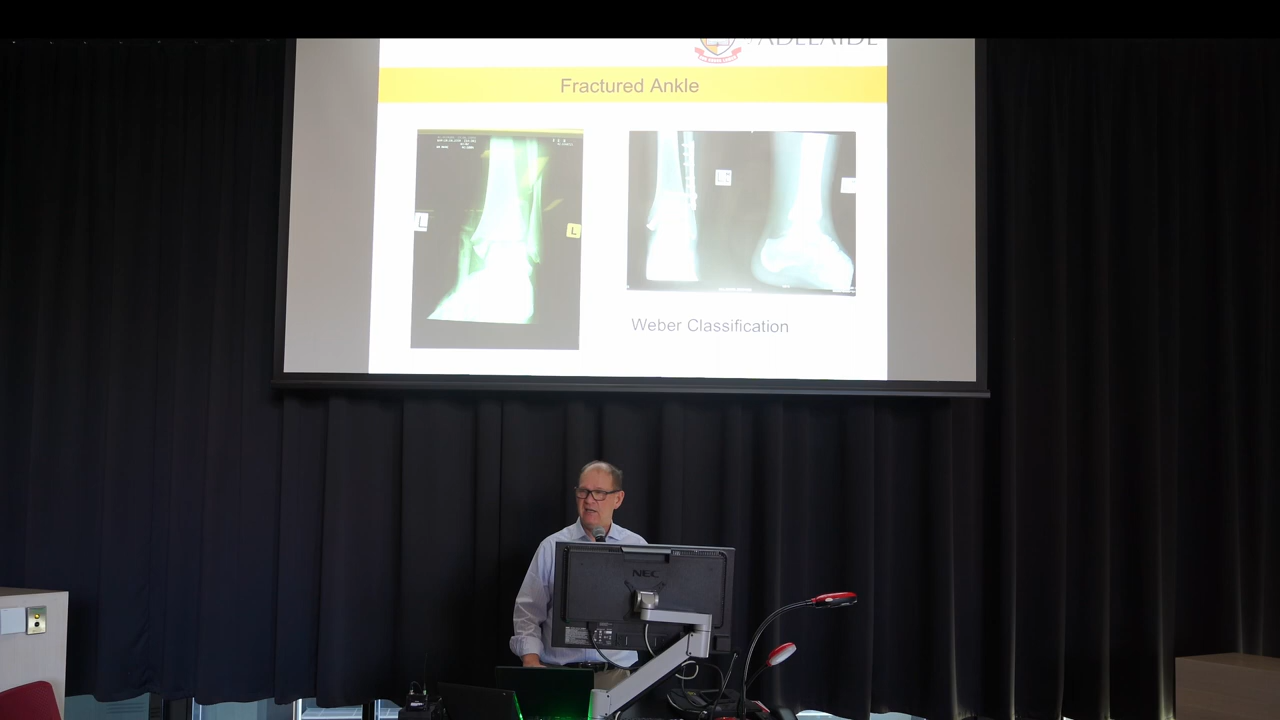 ADELAIDE
Fractured Ankle
L
L
Weber Classification
NEC